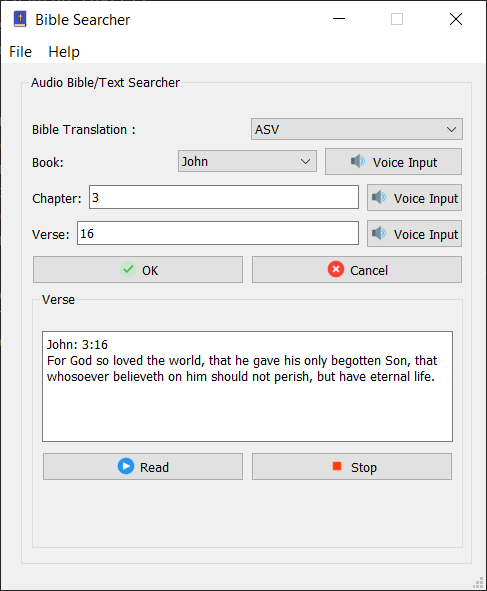 Bible Searcher
File Help
Audio Bible/Text Searcher
Bible Translation : ASV
Book: John Voice Input
Chapter: 3 Voice Input
Verse: 16 Voice Input
OK Cancel
Verse
John: 3:16
For God so loved the world, that he gave his only begotten Son, that
whosoever believeth on him should not perish, but have eternal life.
Read Stop